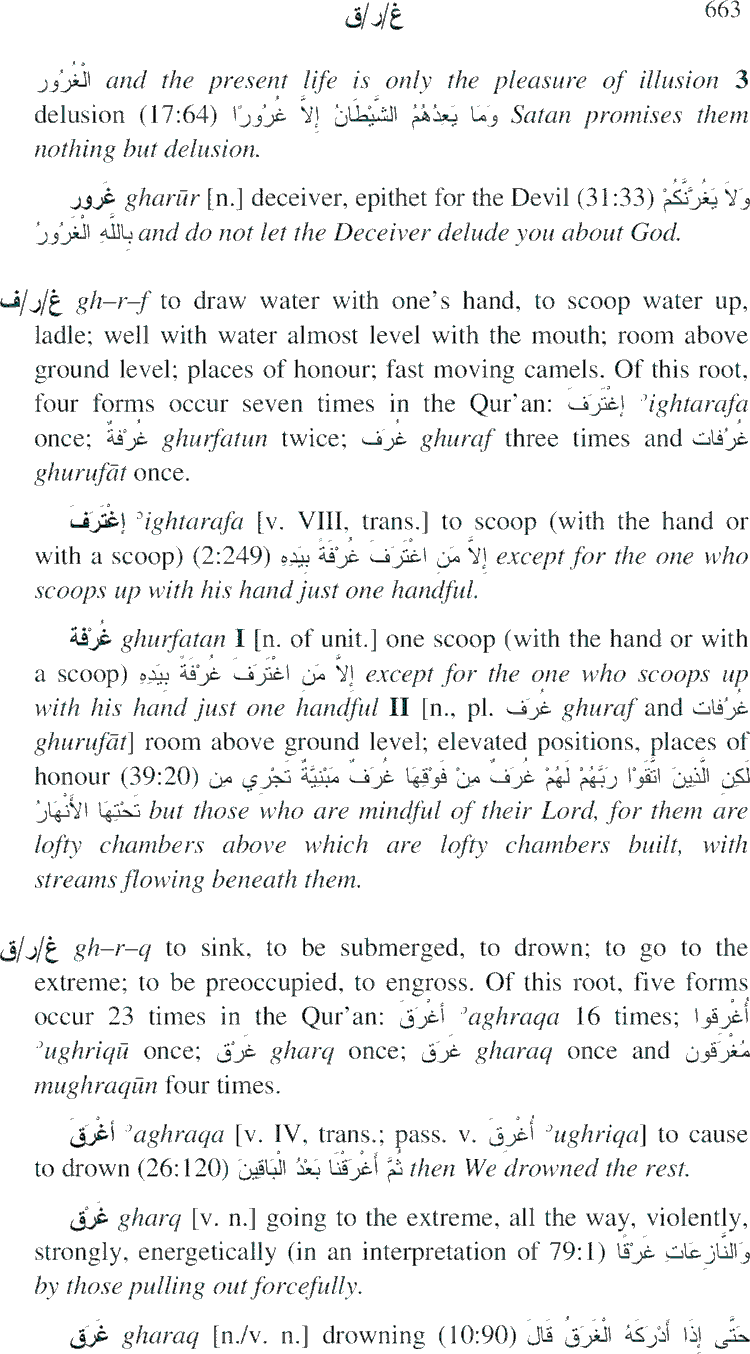 غ/ر/ق 663
الْغُرُورِ and the present life is only the pleasure of illusion 3
delusion (17:64) وَمَا يَعِدُهُمُ الشَّيْطَانُ إِلاَّ غُرُورًا Satan promises them
nothing but delusion.
غَرور gharūr [n.] deceiver, epithet for the Devil (31:33) وَلاَ يَغُرَّنَّكُمْ
بِاللَّهِ الْغَرُورُ and do not let the Deceiver delude you about God.
غ/ر/ف gh–r–f to draw water with one's hand, to scoop water up,
ladle; well with water almost level with the mouth; room above
ground level; places of honour; fast moving camels. Of this root,
four forms occur seven times in the Qur'an: إغْتَرَفَ ʾightarafa
once; غُرْفةٌ ghurfatun twice; غُرَف ghuraf three times and غُرُفات
ghurufāt once.
إغْتَرَفَ ʾightarafa [v. VIII, trans.] to scoop (with the hand or
with a scoop) (2:249) إِلاَّ مَنِ اغْتَرَفَ غُرْفَةً بِيَدِهِ except for the one who
scoops up with his hand just one handful.
غُرْفة ghurfatan I [n. of unit.] one scoop (with the hand or with
a scoop) إِلاَّ مَنِ اغْتَرَفَ غُرْفَةً بِيَدِهِ except for the one who scoops up
with his hand just one handful II [n., pl. غُرَف ghuraf and غُرُفات
ghurufāt] room above ground level; elevated positions, places of
honour (39:20) لَكِنِ الَّذِينَ اتَّقَوْا رَبَّهُمْ لَهُمْ غُرَفٌ مِنْ فَوْقِهَا غُرَفٌ مَبْنِيَّةٌ تَجْرِي مِن
تَحْتِهَا الأَنْهَارُ but those who are mindful of their Lord, for them are
lofty chambers above which are lofty chambers built, with
streams flowing beneath them.
غ/ر/ق gh–r–q to sink, to be submerged, to drown; to go to the
extreme; to be preoccupied, to engross. Of this root, five forms
occur 23 times in the Qur'an: أغْرَقَ ʾaghraqa 16 times; أُغْرِقوا
ʾughriqū once; غَرْق gharq once; غَرَق gharaq once and مُغْرَقون
mughraqūn four times.
أغْرَقَ ʾaghraqa [v. IV, trans.; pass. v. أُغْرِقَ ʾughriqa] to cause
to drown (26:120) ثُمَّ أَغْرَقْنَا بَعْدُ الْبَاقِينَ then We drowned the rest.
غَرْق gharq [v. n.] going to the extreme, all the way, violently,
strongly, energetically (in an interpretation of 79:1) وَالنَّازِعَاتِ غَرْقًا
by those pulling out forcefully.
غَرَق gharaq [n./v. n.] drowning (10:90) حَتَّى إِذَا أَدْرَكَهُ الْغَرَقُ قَالَ